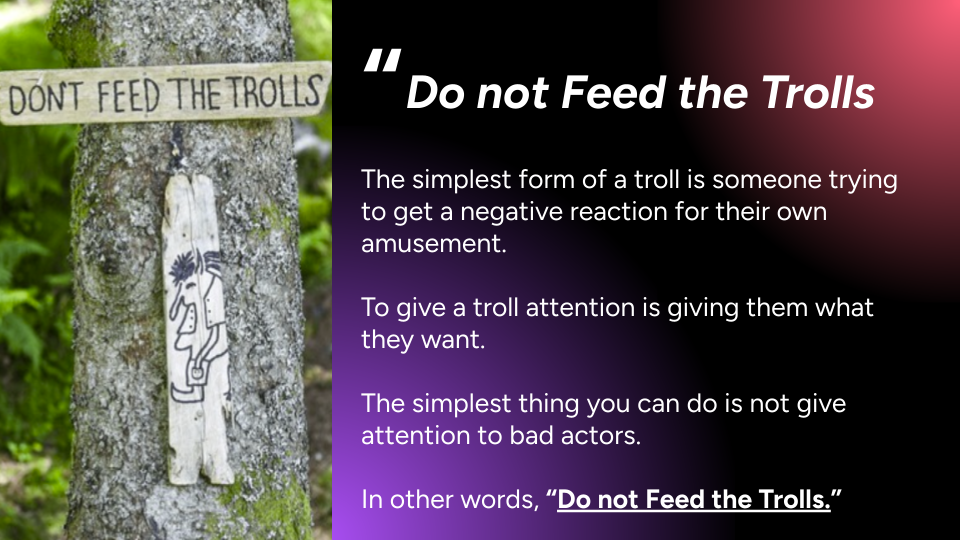 DON'T FEED THE TROLLS
“Do not Feed the Trolls
The simplest form of a troll is someone trying
to get a negative reaction for their own
amusement.
To give a troll attention is giving them what
they want.
The simplest thing you can do is not give
attention to bad actors.
In other words, “Do not Feed the Trolls.”